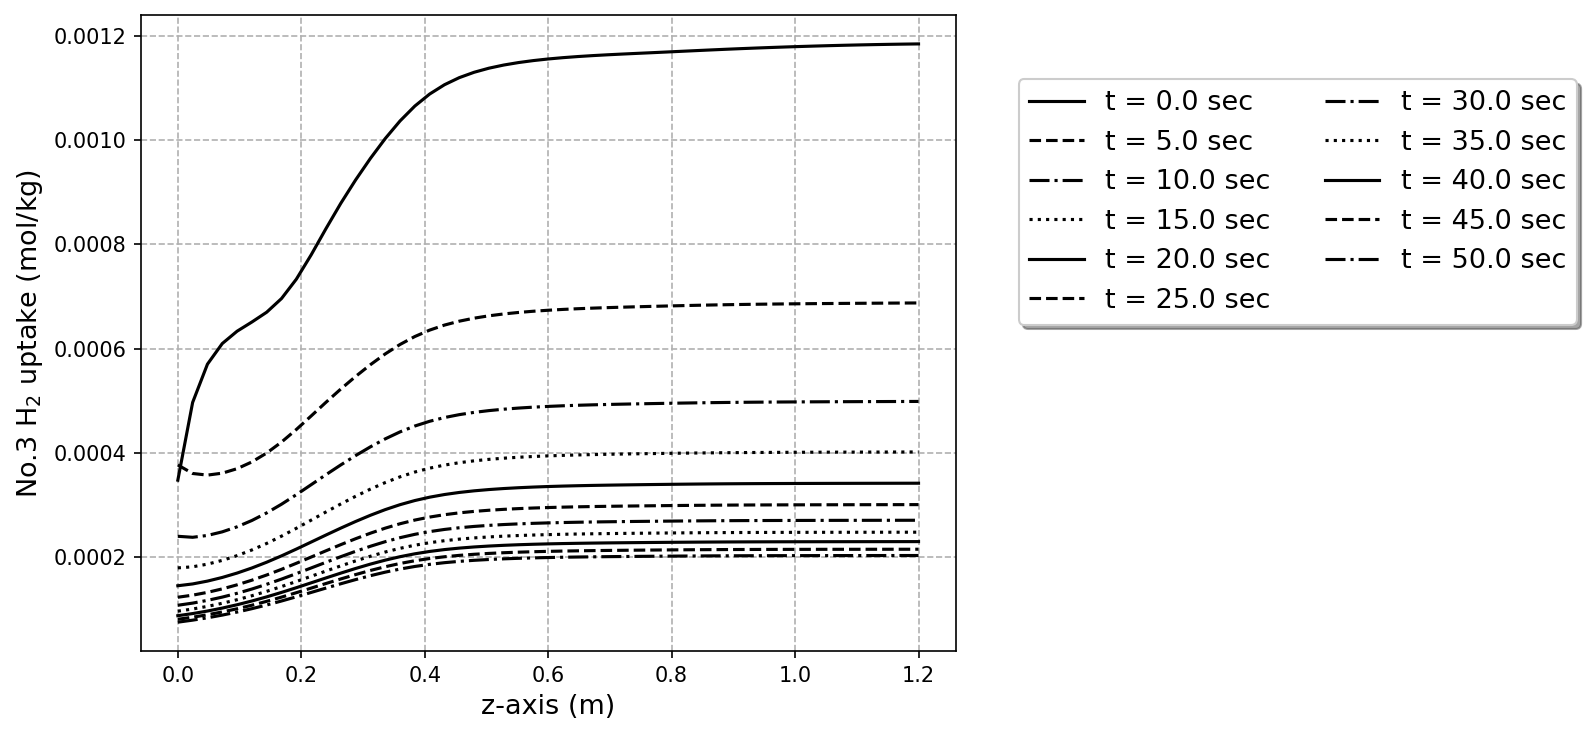 No.3 H₂ uptake (mol/kg)
0.0012
0.0010
0.0008
0.0006
0.0004
0.0002
0.0 0.2 0.4 0.6 0.8 1.0 1.2
z-axis (m)
t = 0.0 sec
t = 5.0 sec
t = 10.0 sec
t = 15.0 sec
t = 20.0 sec
t = 25.0 sec
t = 30.0 sec
t = 35.0 sec
t = 40.0 sec
t = 45.0 sec
t = 50.0 sec